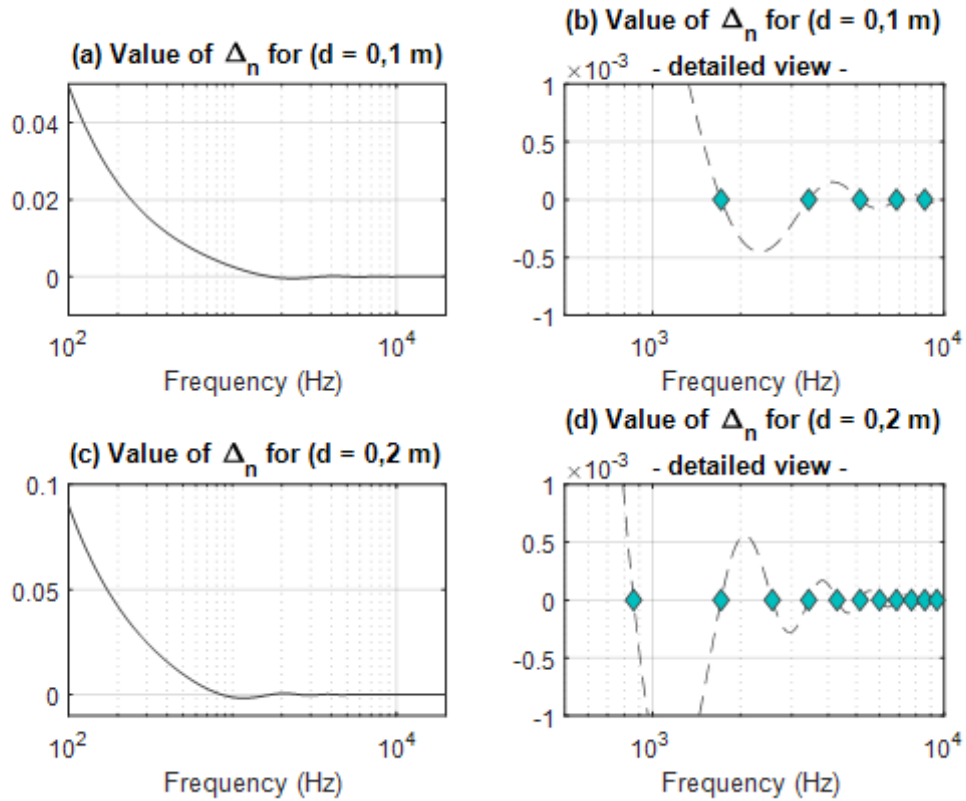 (a) Value of Δn for (d = 0,1 m)
0.04
0.02
0
10^2
10^4
Frequency (Hz)
(b) Value of Δn for (d = 0,1 m)
- detailed view -
×10^-3
1
0.5
0
-0.5
-1
10^3
10^4
Frequency (Hz)
(c) Value of Δn for (d = 0,2 m)
0.1
0.05
0
10^2
10^4
Frequency (Hz)
(d) Value of Δn for (d = 0,2 m)
- detailed view -
×10^-3
1
0.5
0
-0.5
-1
10^3
10^4
Frequency (Hz)